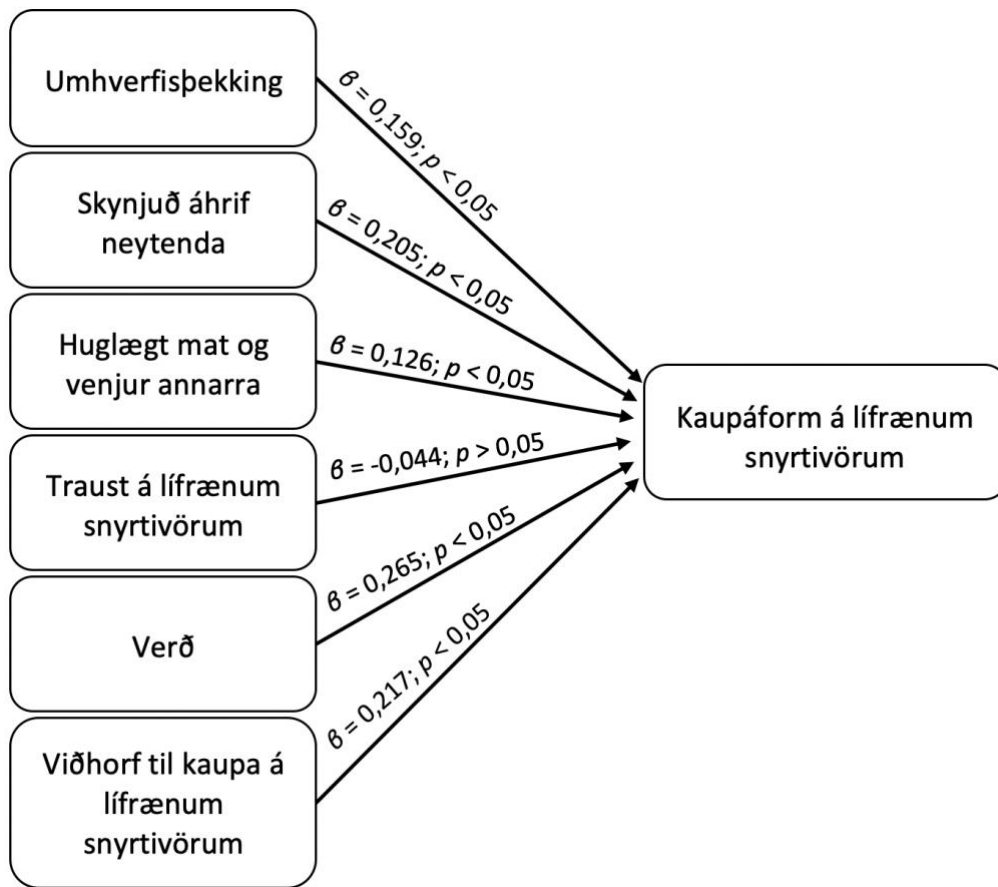 Umhverfisþekking
β = 0,159; p < 0,05
Skynjuð áhrif
neytenda
β = 0,205; p < 0,05
Huglægt mat og
venjur annarra
β = 0,126; p < 0,05
Traust á lífrænum
snyrtivörum
β = -0,044; p > 0,05
Verð
β = 0,265; p < 0,05
Viðhorf til kaupa á
lífrænum
snyrtivörum
β = 0,217; p < 0,05
Kaupáform á lífrænum
snyrtivörum